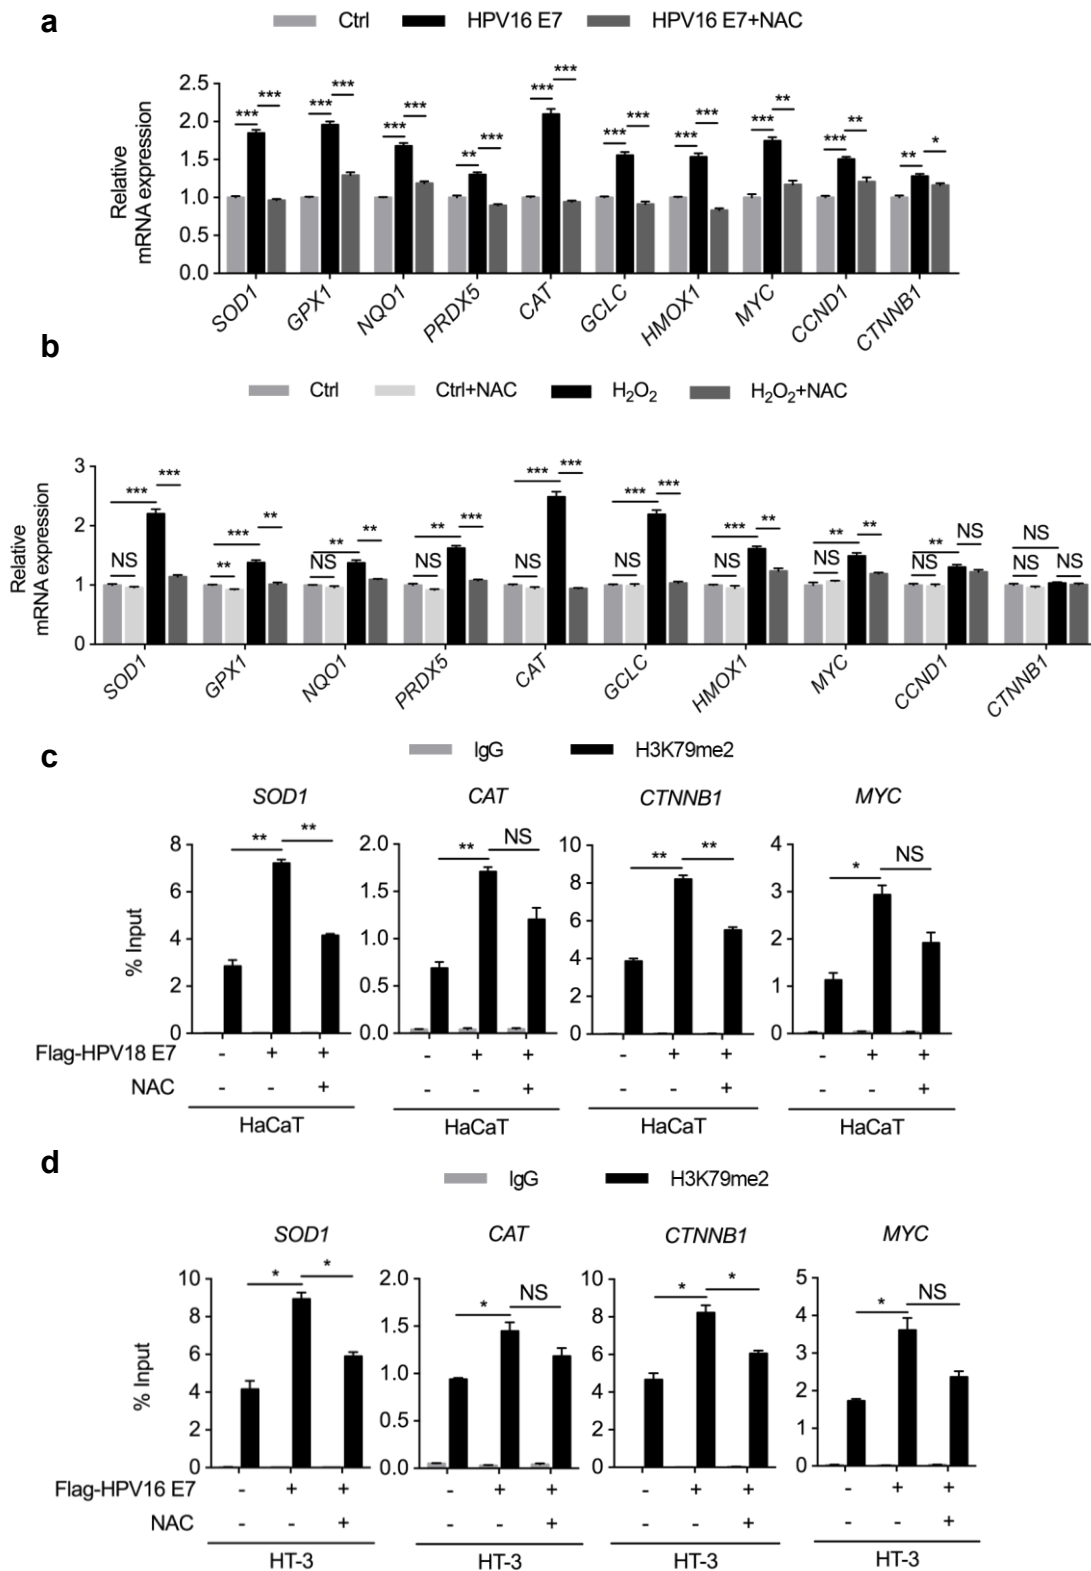 a
Ctrl HPV16 E7 HPV16 E7+NAC
Relative
mRNA expression
2.5
2.0
1.5
1.0
0.5
0.0
*** *** *** *** *** *** ** *** *** *** *** *** *** *** *** ** *** ** ** *
SOD1 GPX1 NQO1 PRDX5 CAT GCLC HMOX1 MYC CCND1 CTNNB1
b
Ctrl Ctrl+NAC H₂O₂ H₂O₂+NAC
Relative
mRNA expression
3
2
1
0
NS *** *** ** *** ** NS ** ** NS ** *** NS *** *** NS *** *** NS *** ** NS ** ** NS ** NS NS NS NS
SOD1 GPX1 NQO1 PRDX5 CAT GCLC HMOX1 MYC CCND1 CTNNB1
c
IgG H3K79me2
SOD1 CAT CTNNB1 MYC
% Input
8
6
4
2
0
** **
2.0
1.5
1.0
0.5
0.0
** NS
10
8
6
4
2
0
** **
4
3
2
1
0
* NS
Flag-HPV18 E7 - + + - + + - + + - + +
NAC - - + - - + - - + - - +
HaCaT HaCaT HaCaT HaCaT
d
IgG H3K79me2
SOD1 CAT CTNNB1 MYC
% Input
10
8
6
4
2
0
* *
2.0
1.5
1.0
0.5
0.0
* NS
10
8
6
4
2
0
* *
5
4
3
2
1
0
* NS
Flag-HPV16 E7 - + + - + + - + + - + +
NAC - - + - - + - - + - - +
HT-3 HT-3 HT-3 HT-3